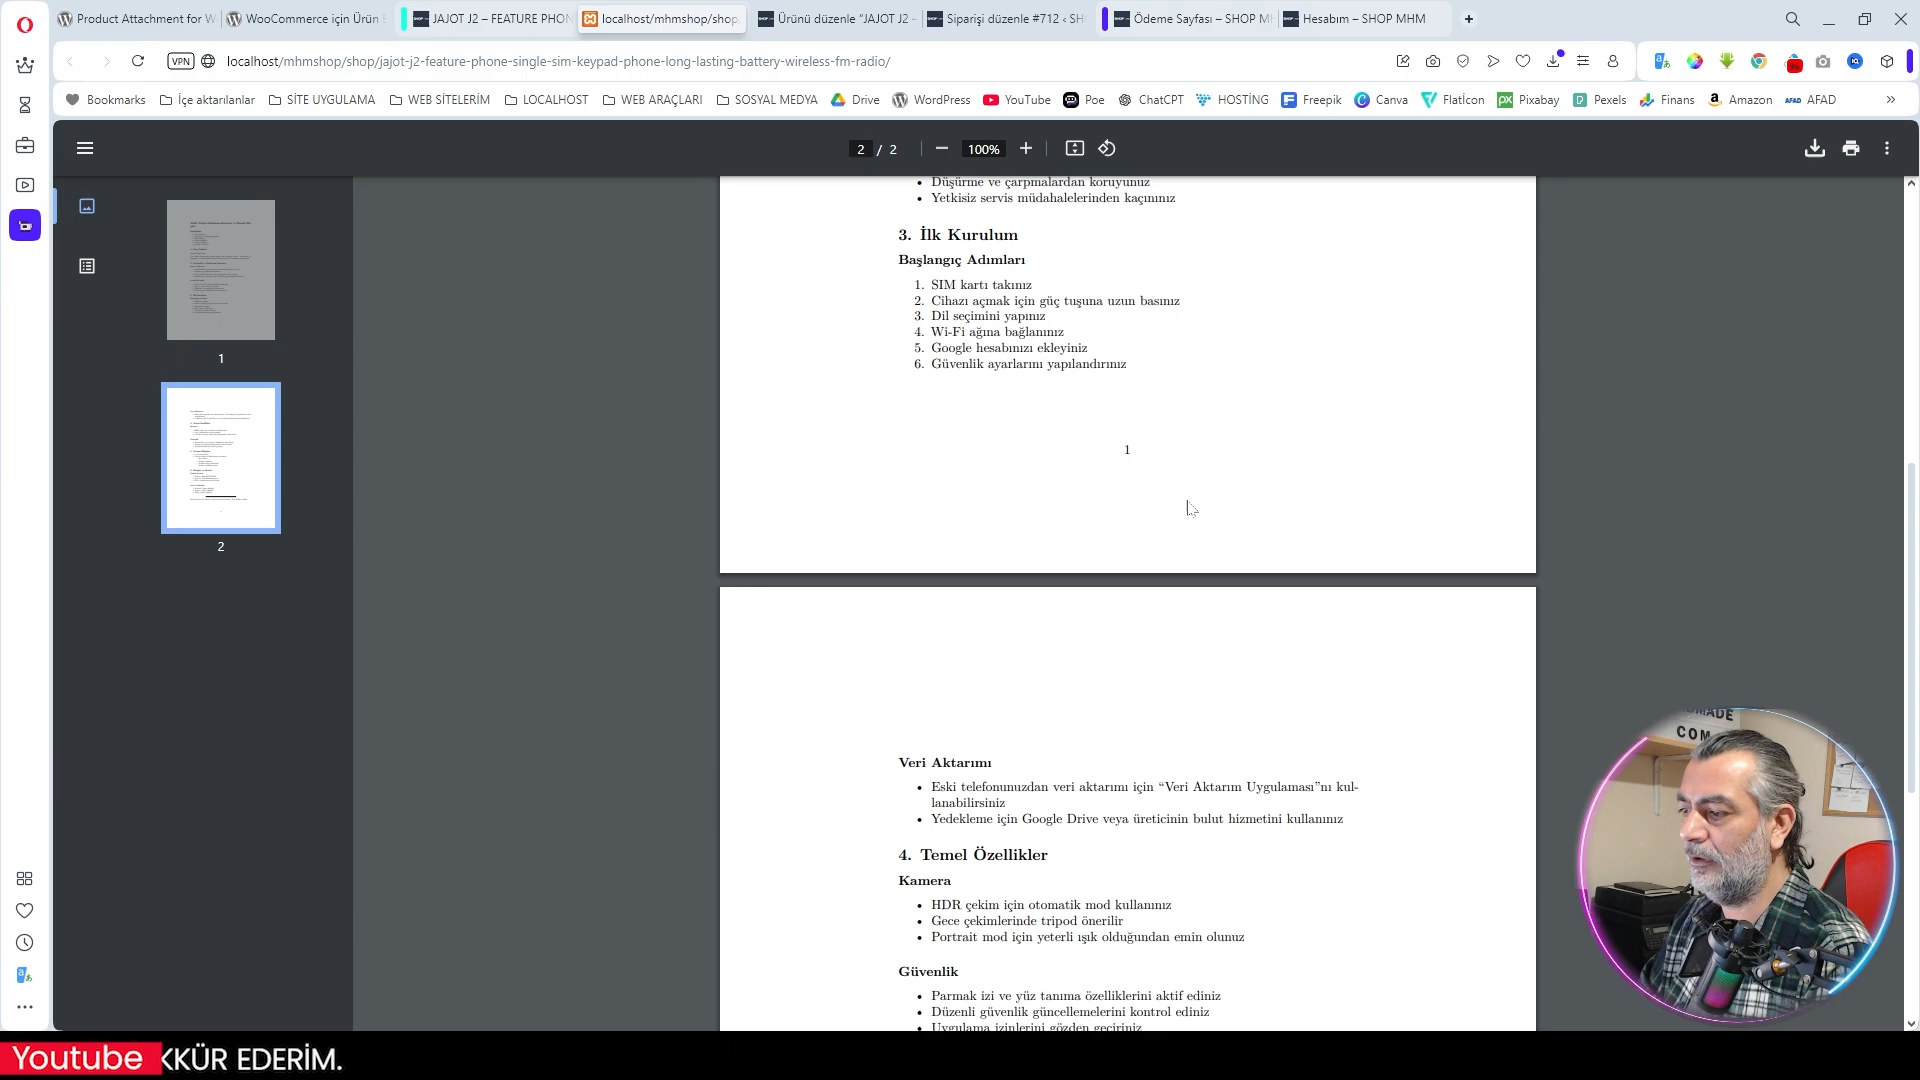 Product Attachment for W
WooCommerce için Ürün E
JAJOT J2 – FEATURE PHON
localhost/mhmshop/shop.
Ürünü düzenle "JAJOT J2 –
Siparişi düzenle #712 ‹ SH
Ödeme Sayfası – SHOP MH
Hesabım – SHOP MHM
VPN
localhost/mhmshop/shop/jajot-j2-feature-phone-single-sim-keypad-phone-long-lasting-battery-wireless-fm-radio/
Bookmarks
İçe aktarılanlar
SİTE UYGULAMA
WEB SİTELERİM
LOCALHOST
WEB ARAÇLARI
SOSYAL MEDYA
Drive
WordPress
YouTube
Poe
ChatGPT
HOSTİNG
Freepik
Canva
Flatİcon
Pixabay
Pexels
Finans
Amazon
AFAD
2 / 2
100%
1
2
• Düşürme ve çarpmalardan koruyunuz
• Yetkisiz servis müdahalelerinden kaçınınız
3. İlk Kurulum
Başlangıç Adımları
1. SIM kartı takınız
2. Cihazı açmak için güç tuşuna uzun basınız
3. Dil seçimini yapınız
4. Wi-Fi ağına bağlanınız
5. Google hesabınızı ekleyiniz
6. Güvenlik ayarlarını yapılandırınız
1
Veri Aktarımı
• Eski telefonunuzdan veri aktarımı için “Veri Aktarım Uygulaması”nı kul-
lanabilirsiniz
• Yedekleme için Google Drive veya üreticinin bulut hizmetini kullanınız
4. Temel Özellikler
Kamera
• HDR çekim için otomatik mod kullanınız
• Gece çekimlerinde tripod önerilir
• Portrait mod için yeterli ışık olduğundan emin olunuz
Güvenlik
• Parmak izi ve yüz tanıma özelliklerini aktif ediniz
• Düzenli güvenlik güncellemelerini kontrol ediniz
• Uygulama izinlerini gözden geçiriniz
Youtube
KKÜR EDERİM.